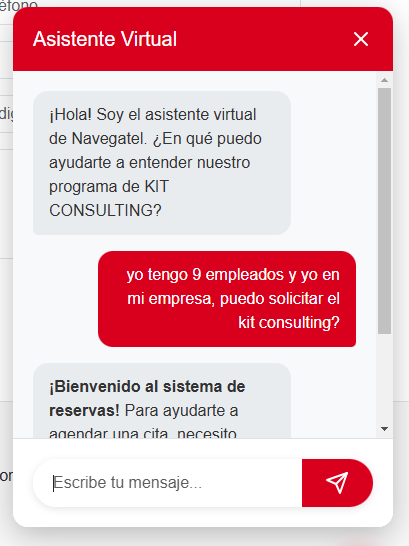 Asistente Virtual
¡Hola! Soy el asistente virtual
de Navegatel. ¿En qué puedo
ayudarte a entender nuestro
programa de KIT
CONSULTING?
yo tengo 9 empleados y yo en
mi empresa, puedo solicitar el
kit consulting?
¡Bienvenido al sistema de
reservas! Para ayudarte a
agendar una cita, necesito
Escribe tu mensaje...